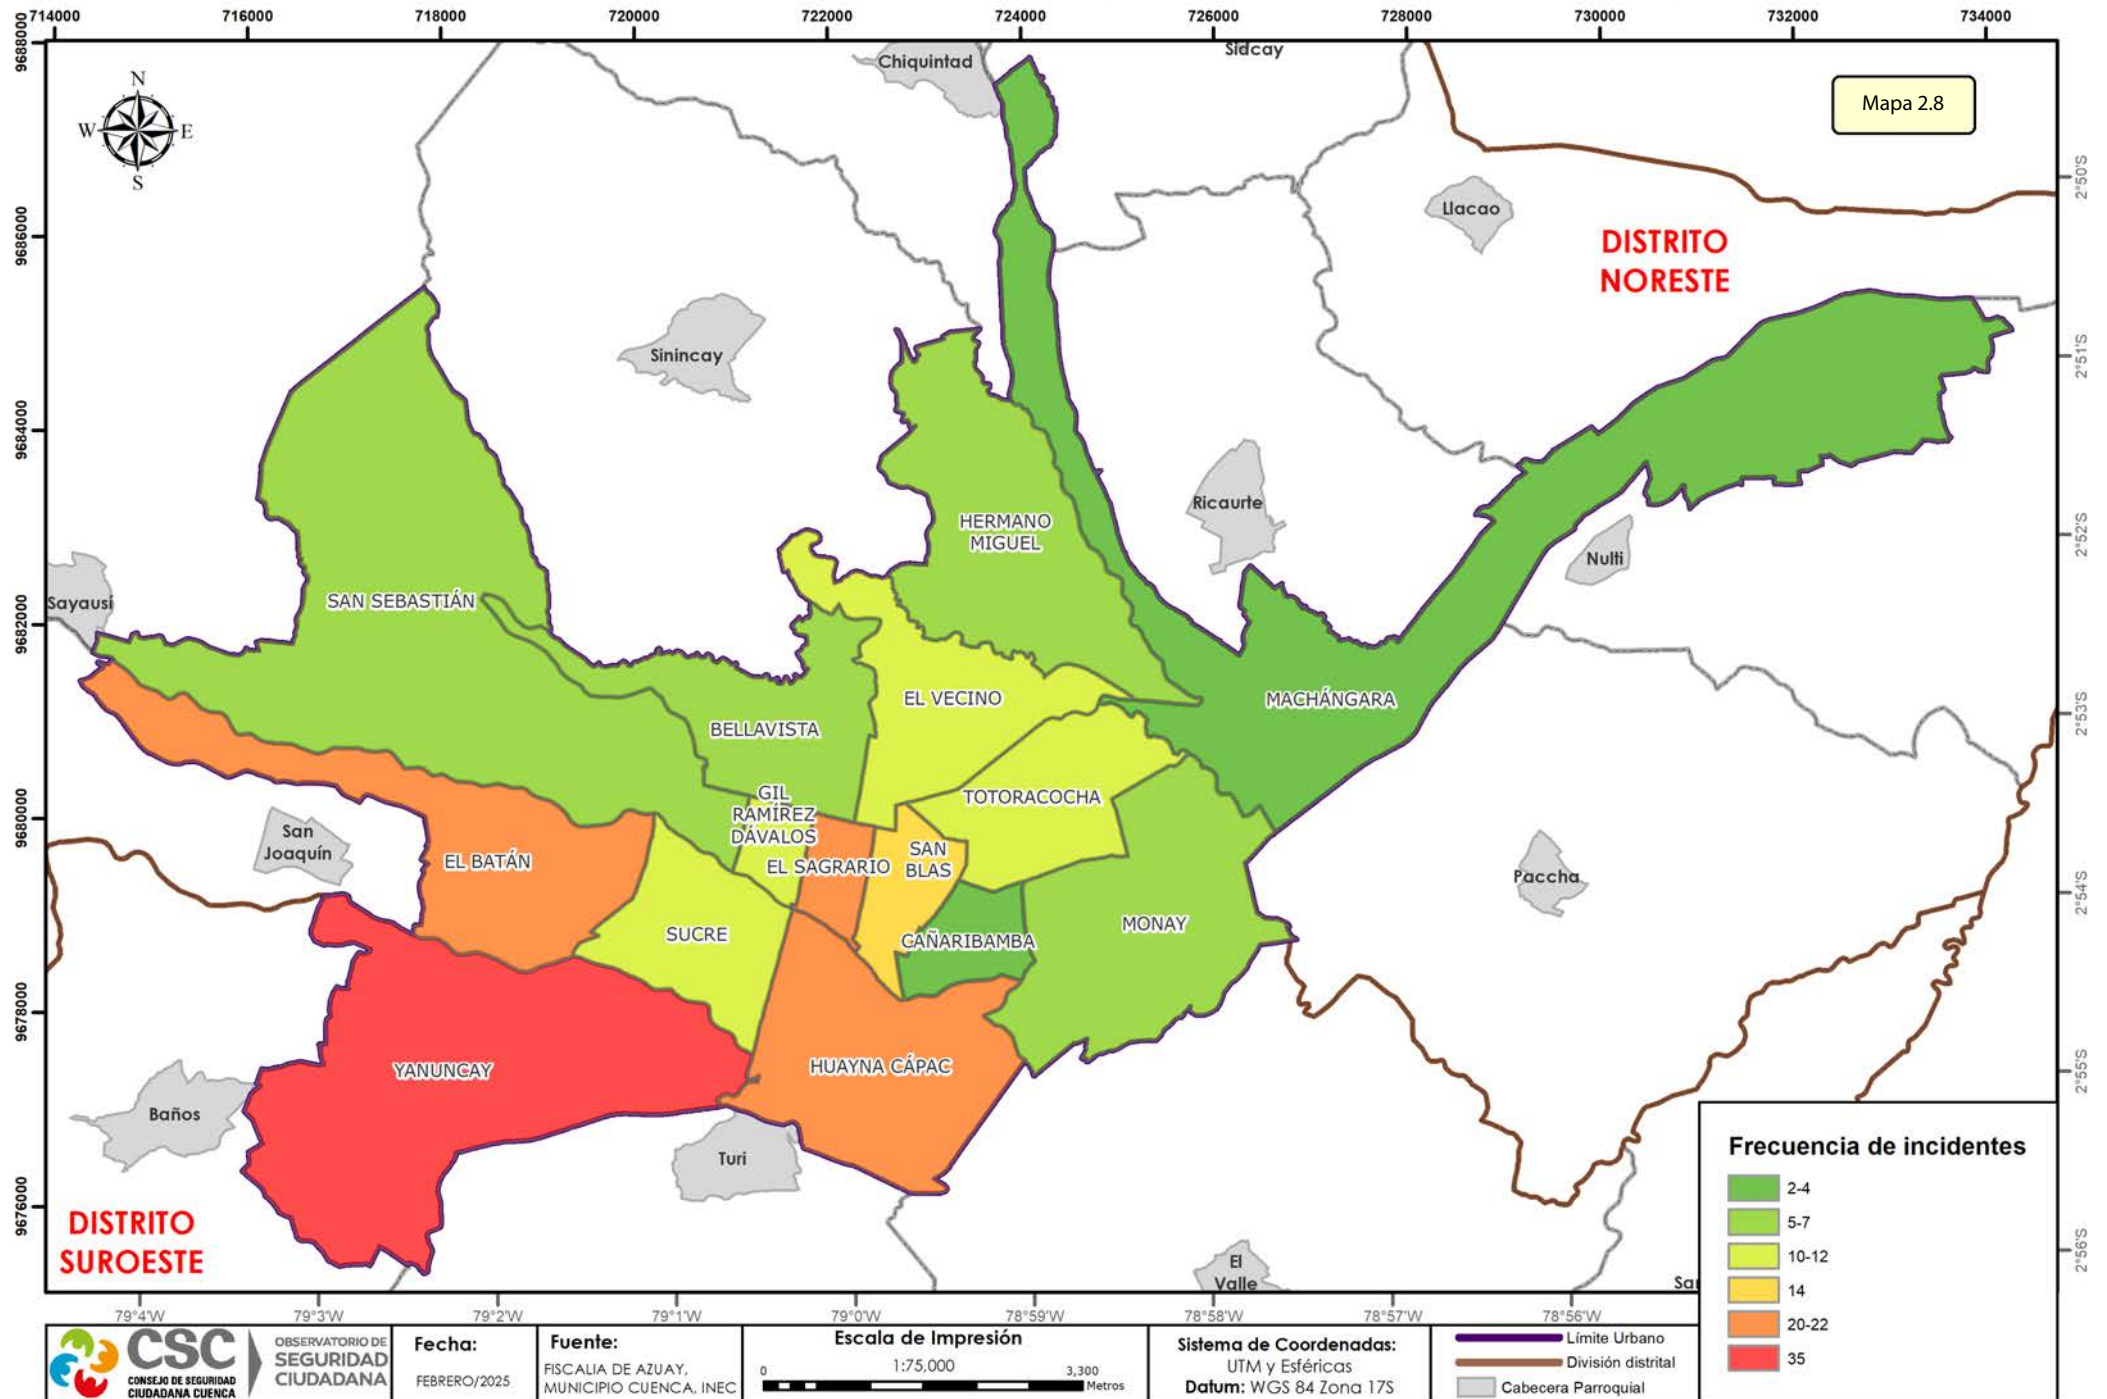 714000 716000 718000 720000 722000 724000 726000 728000 730000 732000 734000
9688000
9686000
9684000
9682000
9680000
9678000
9676000
N
W E
S
Chiquintad
Sidcay
Mapa 2.8
Llacao
DISTRITO
NORESTE
Sinincay
Ricaurte
HERMANO
MIGUEL
Nulti
Sayausí
SAN SEBASTIÁN
EL VECINO
MACHÁNGARA
BELLAVISTA
GIL
RAMÍREZ
DÁVALOS
TOTORACOCHA
San
Joaquín
EL BATÁN
EL SAGRARIO
SAN
BLAS
Paccha
SUCRE
CAÑARIBAMBA
MONAY
YANUNCAY
HUAYNA CÁPAC
Baños
Turi
DISTRITO
SUROESTE
El
Valle
2°50'S
2°51'S
2°52'S
2°53'S
2°54'S
2°55'S
2°56'S
Frecuencia de incidentes
2-4
5-7
10-12
14
20-22
35
79°4'W 79°3'W 79°2'W 79°1'W 79°0'W 78°59'W 78°58'W 78°57'W 78°56'W
CSC
CONSEJO DE SEGURIDAD
CIUDADANA CUENCA
OBSERVATORIO DE
SEGURIDAD
CIUDADANA
Fecha:
FEBRERO/2025
Fuente:
FISCALIA DE AZUAY,
MUNICIPIO CUENCA, INEC
Escala de Impresión
1:75,000
0 3,300
Metros
Sistema de Coordenadas:
UTM y Esféricas
Datum: WGS 84 Zona 17S
Límite Urbano
División distrital
Cabecera Parroquial